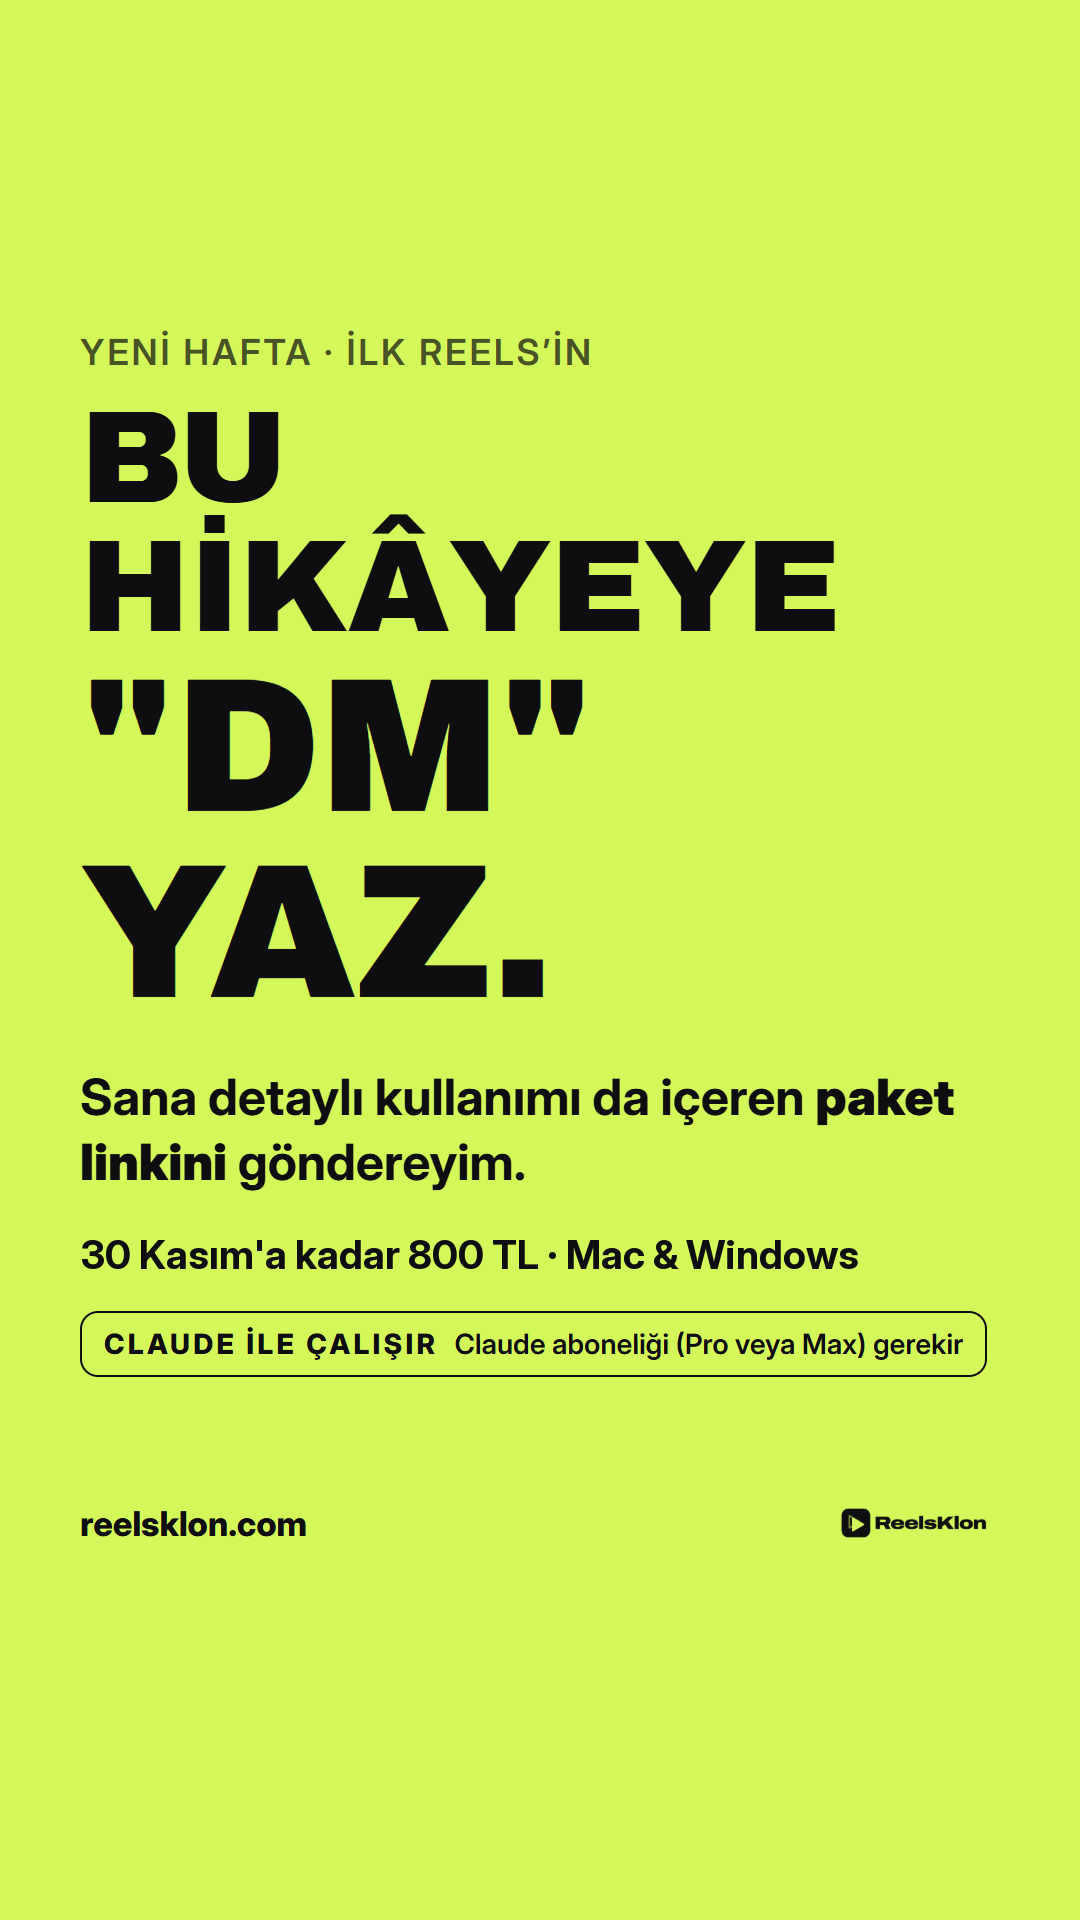 YENİ HAFTA · İLK REELS’İN
BU
HİKÂYEYE
"DM"
YAZ.
Sana detaylı kullanımı da içeren paket
linkini göndereyim.
30 Kasım'a kadar 800 TL · Mac & Windows
CLAUDE İLE ÇALIŞIR Claude aboneliği (Pro veya Max) gerekir
reelsklon.com
ReelsKlon